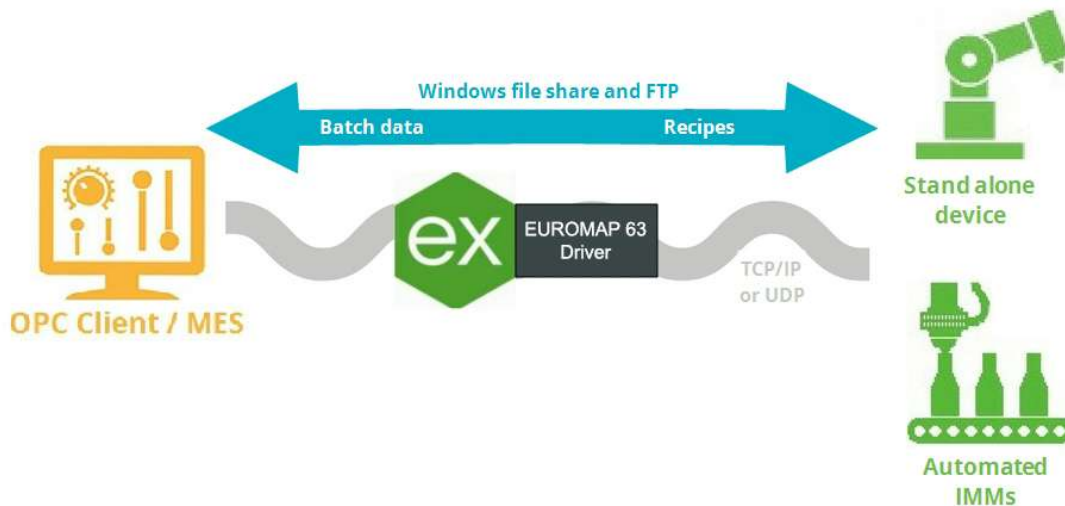 Windows file share and FTP
Batch data
Recipes
ex
EUROMAP 63
Driver
TCP/IP
or UDP
OPC Client / MES
Stand alone
device
Automated
IMMs